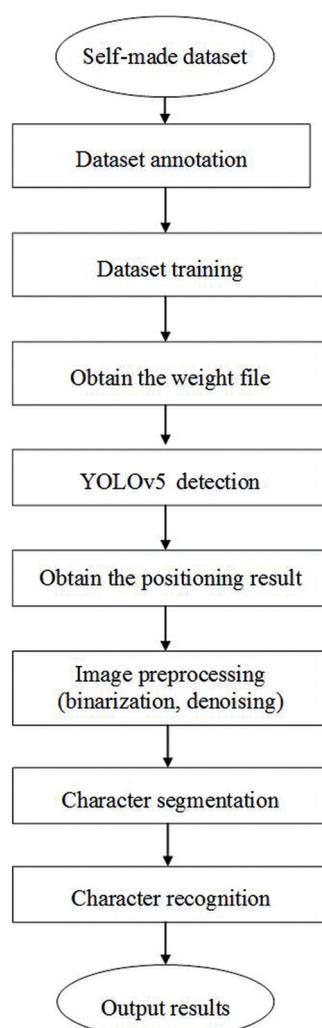 Self-made dataset
Dataset annotation
Dataset training
Obtain the weight file
YOLOv5 detection
Obtain the positioning result
Image preprocessing
(binarization, denoising)
Character segmentation
Character recognition
Output results